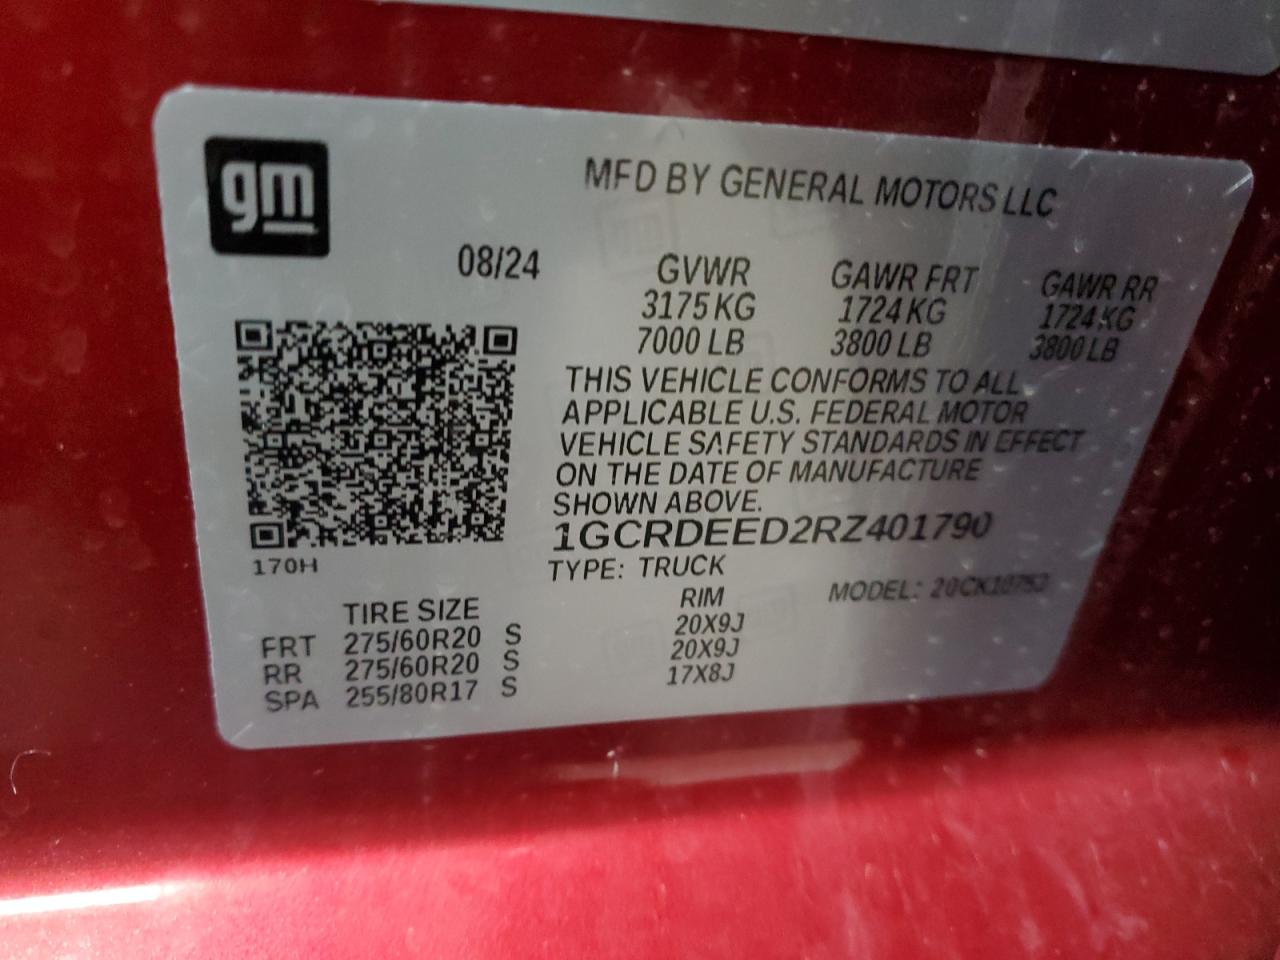 gm
MFD BY GENERAL MOTORS LLC
08/24
GVWR GAWR FRT GAWR RR
3175 KG 1724 KG 1724 KG
7000 LB 3800 LB 3800 LB
THIS VEHICLE CONFORMS TO ALL
APPLICABLE U.S. FEDERAL MOTOR
VEHICLE SAFETY STANDARDS IN EFFECT
ON THE DATE OF MANUFACTURE
SHOWN ABOVE.
1GCRDEED2RZ401790
170H
TYPE: TRUCK
MODEL:
TIRE SIZE RIM
FRT 275/60R20 S 20X9J
RR 275/60R20 S 20X9J
SPA 255/80R17 S 17X8J